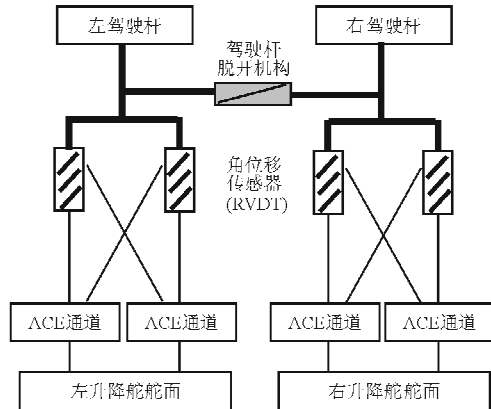 左驾驶杆
右驾驶杆
驾驶杆
脱开机构
角位移
传感器
(RVDT)
ACE通道
ACE通道
ACE通道
ACE通道
左升降舵舵面
右升降舵舵面